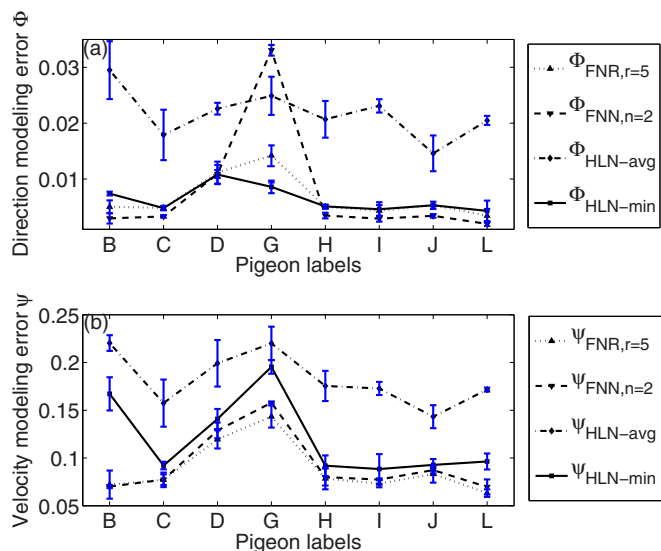 (a)
Direction modeling error Φ
0.03
0.02
0.01
B C D G H I J L
Pigeon labels
Φ_FNR,r=5
Φ_FNN,n=2
Φ_HLN−avg
Φ_HLN−min
(b)
Velocity modeling error ψ
0.25
0.2
0.15
0.1
0.05
B C D G H I J L
Pigeon labels
ψ_FNR,r=5
ψ_FNN,n=2
ψ_HLN−avg
ψ_HLN−min